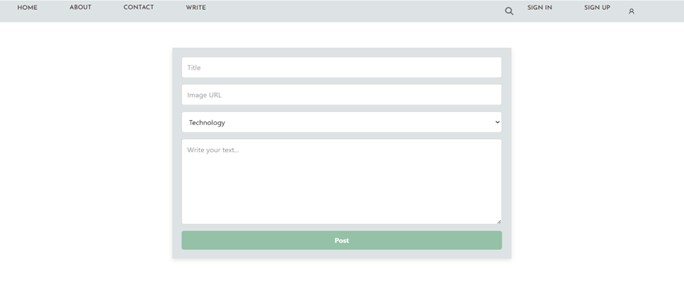 HOME ABOUT CONTACT WRITE SIGN IN SIGN UP
Title
Image URL
Technology
Write your text...
Post